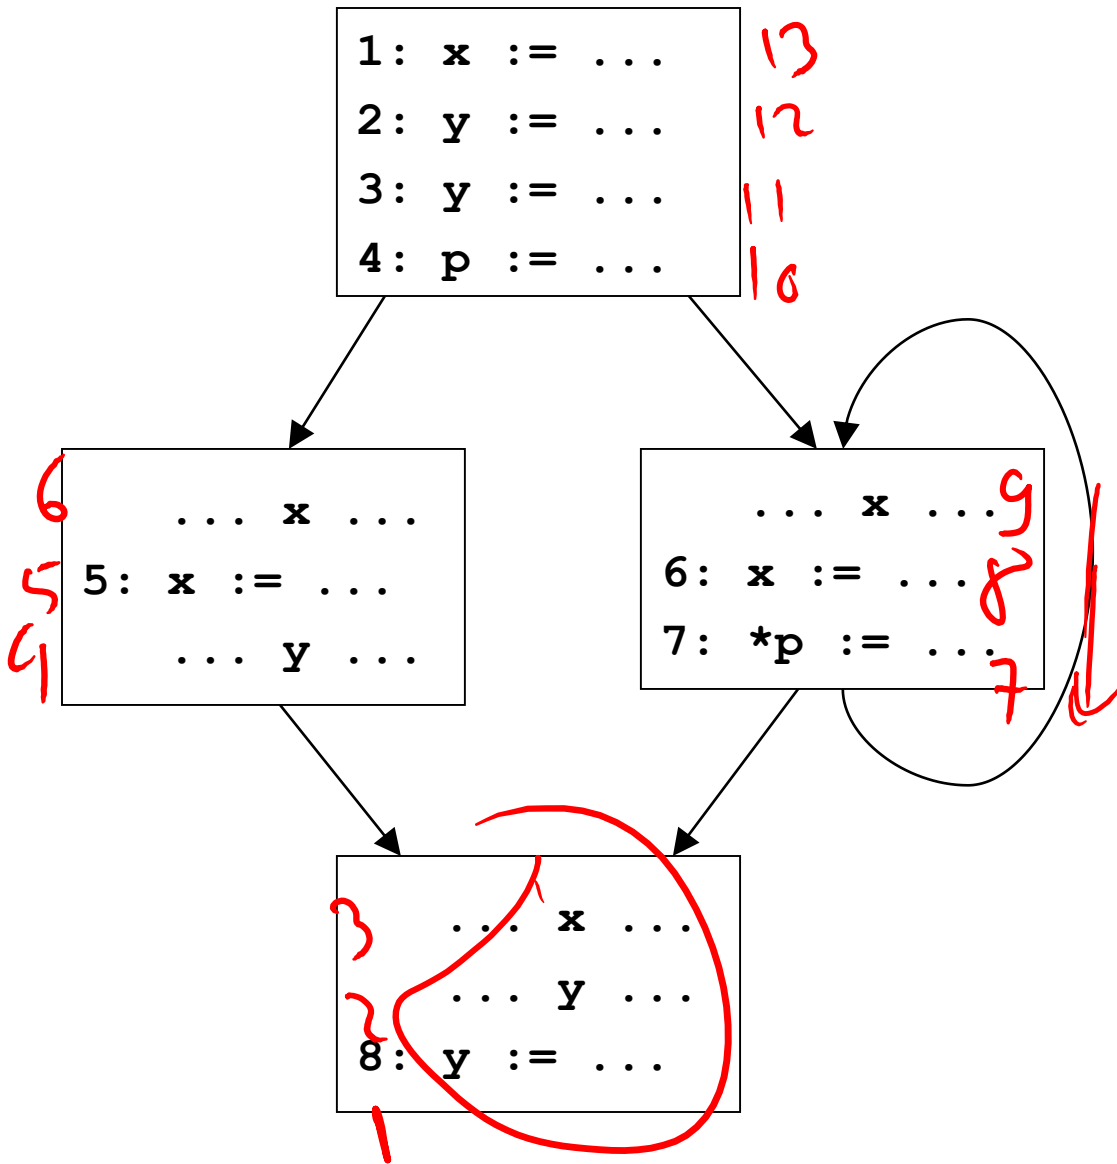 1: x := ... 13
2: y := ... 12
3: y := ... 11
4: p := ... 10
6 ... x ...
5 5: x := ...
4 ... y ...
... x ... 9
6: x := ... 8
7: *p := ... 7
3 ... x ...
2 ... y ...
8: y := ...
1